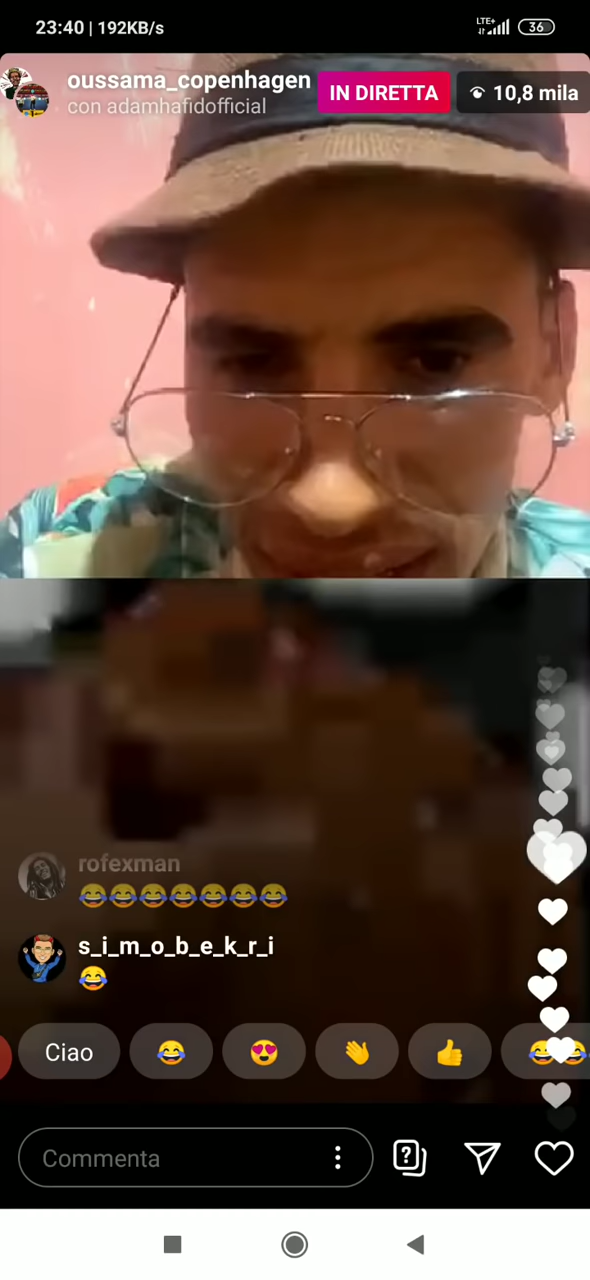 23:40 | 192KB/s
LTE+
36
oussama_copenhagen
con adamhafidofficial
IN DIRETTA
10,8 mila
rofexman
😂😂😂😂😂😂😂
s_i_m_o_b_e_k_r_i
😂
Ciao 😂 😍 👋 👍 😂😂
Commenta